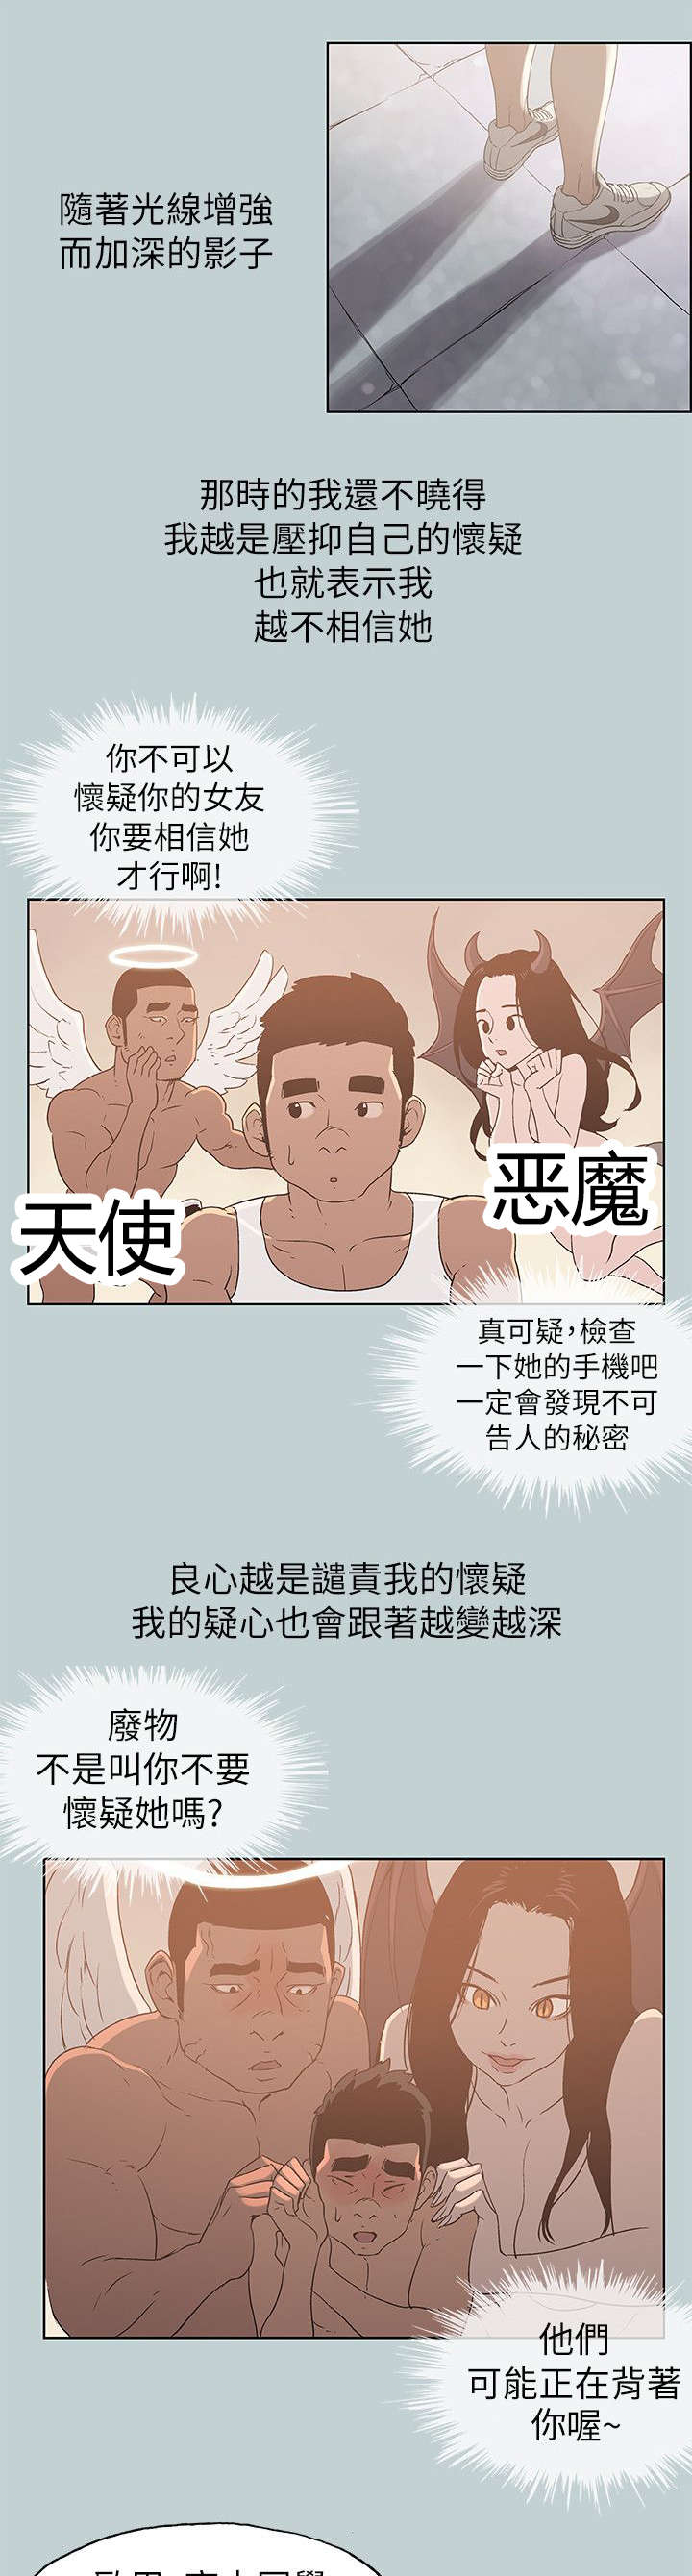 隨著光線增強
而加深的影子
那時的我還不曉得
我越是壓抑自己的懷疑
也就表示我
越不相信她
你不可以
懷疑你的女友
你要相信她
才行啊!
天使
恶魔
真可疑，檢查
一下她的手機吧
一定會發現不可
告人的秘密
良心越是譴責我的懷疑
我的疑心也會跟著越變越深
廢物
不是叫你不要
懷疑她嗎?
他們
可能正在背著
你喔~